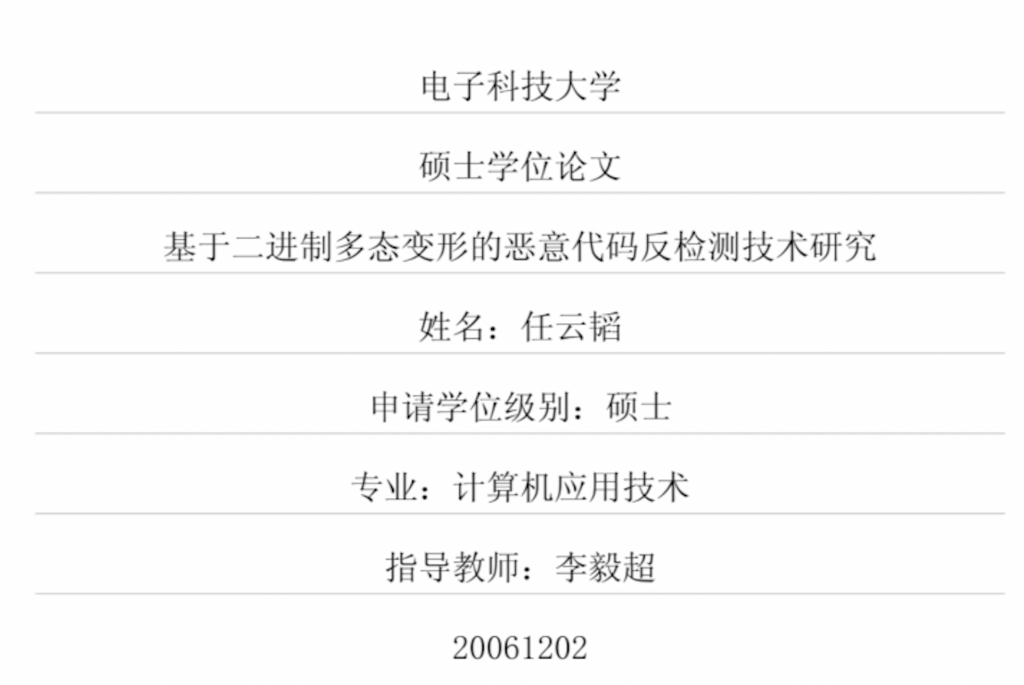 电子科技大学
硕士学位论文
基于二进制多态变形的恶意代码反检测技术研究
姓名：任云韬
申请学位级别：硕士
专业：计算机应用技术
指导教师：李毅超
20061202